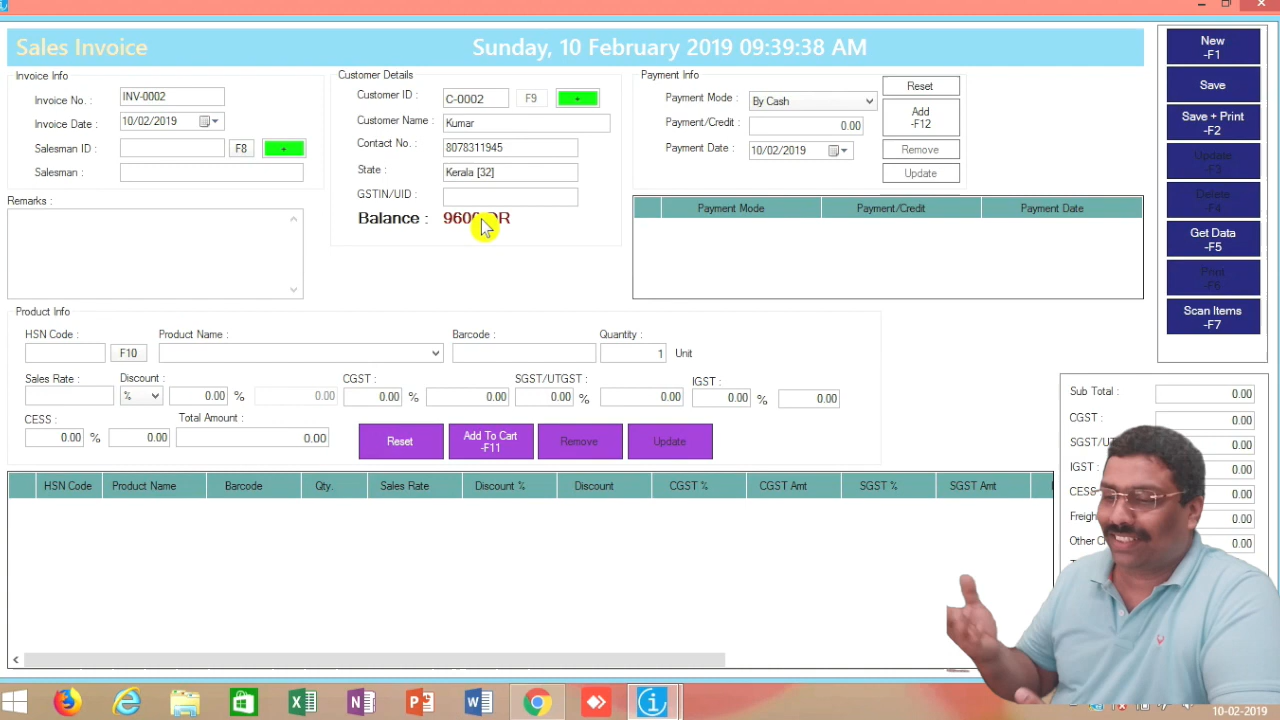 Sales Invoice
Sunday, 10 February 2019 09:39:38 AM
Invoice Info
Invoice No. :
INV-0002
Invoice Date :
10/02/2019
Salesman ID :
F8
+
Salesman :
Remarks :
Customer Details
Customer ID :
C-0002
F9
+
Customer Name :
Kumar
Contact No. :
8078311945
State :
Kerala [32]
GSTIN/UID :
Balance :
Payment Info
Payment Mode :
By Cash
Payment/Credit :
0.00
Payment Date :
10/02/2019
Reset
Add
-F12
Remove
Update
Payment Mode
Payment/Credit
Payment Date
New
-F1
Save
Save + Print
-F2
Update
-F3
Delete
-F4
Get Data
-F5
Print
-F6
Scan Items
-F7
Product Info
HSN Code :
F10
Product Name :
Barcode :
Quantity :
1
Unit
Sales Rate :
Discount :
%
0.00
%
0.00
CGST :
0.00
%
0.00
SGST/UTGST :
0.00
%
0.00
IGST :
0.00
%
0.00
CESS :
0.00
%
0.00
Total Amount :
0.00
Reset
Add To Cart
-F11
Remove
Update
HSN Code
Product Name
Barcode
Qty.
Sales Rate
Discount %
Discount
CGST %
CGST Amt
SGST %
SGST Amt
Sub Total :
0.00
CGST :
0.00
0.00
IGST :
0.00
CESS
0.00
0.00
Other
0.00
10-02-2019